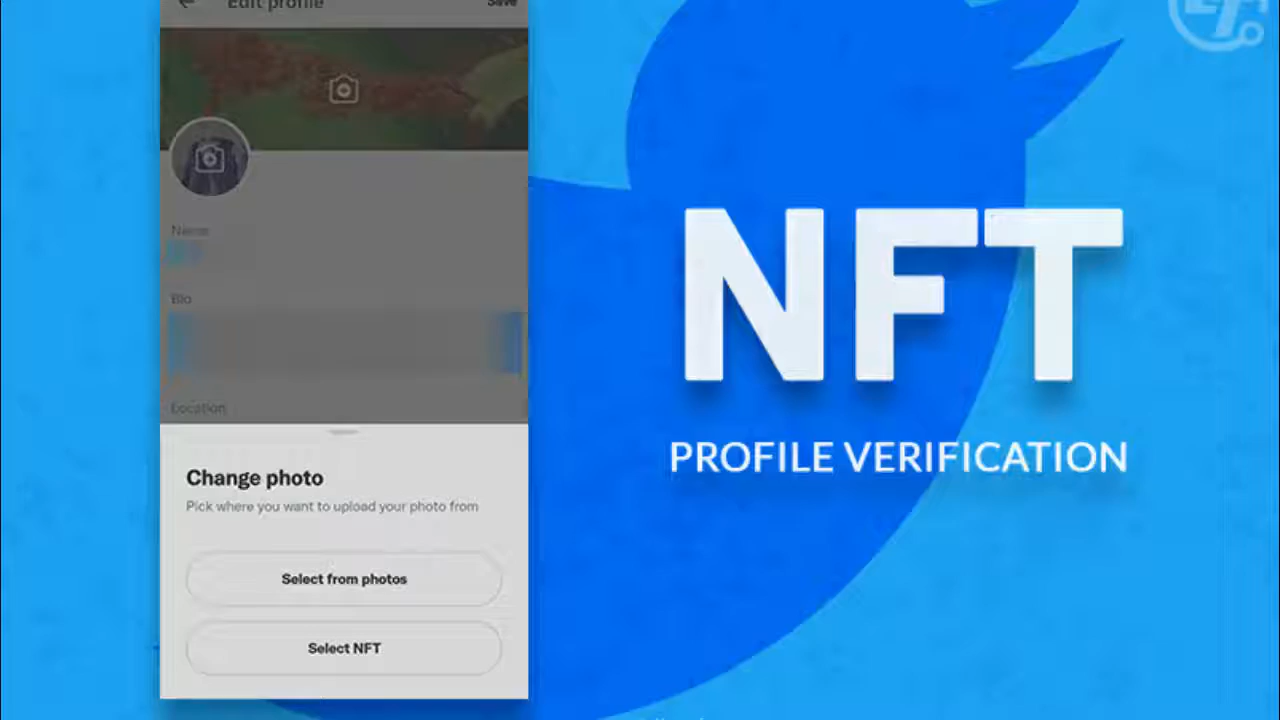 Edit profile
Save
Name
Bio
Location
Change photo
Pick where you want to upload your photo from
Select from photos
Select NFT
NFT
PROFILE VERIFICATION